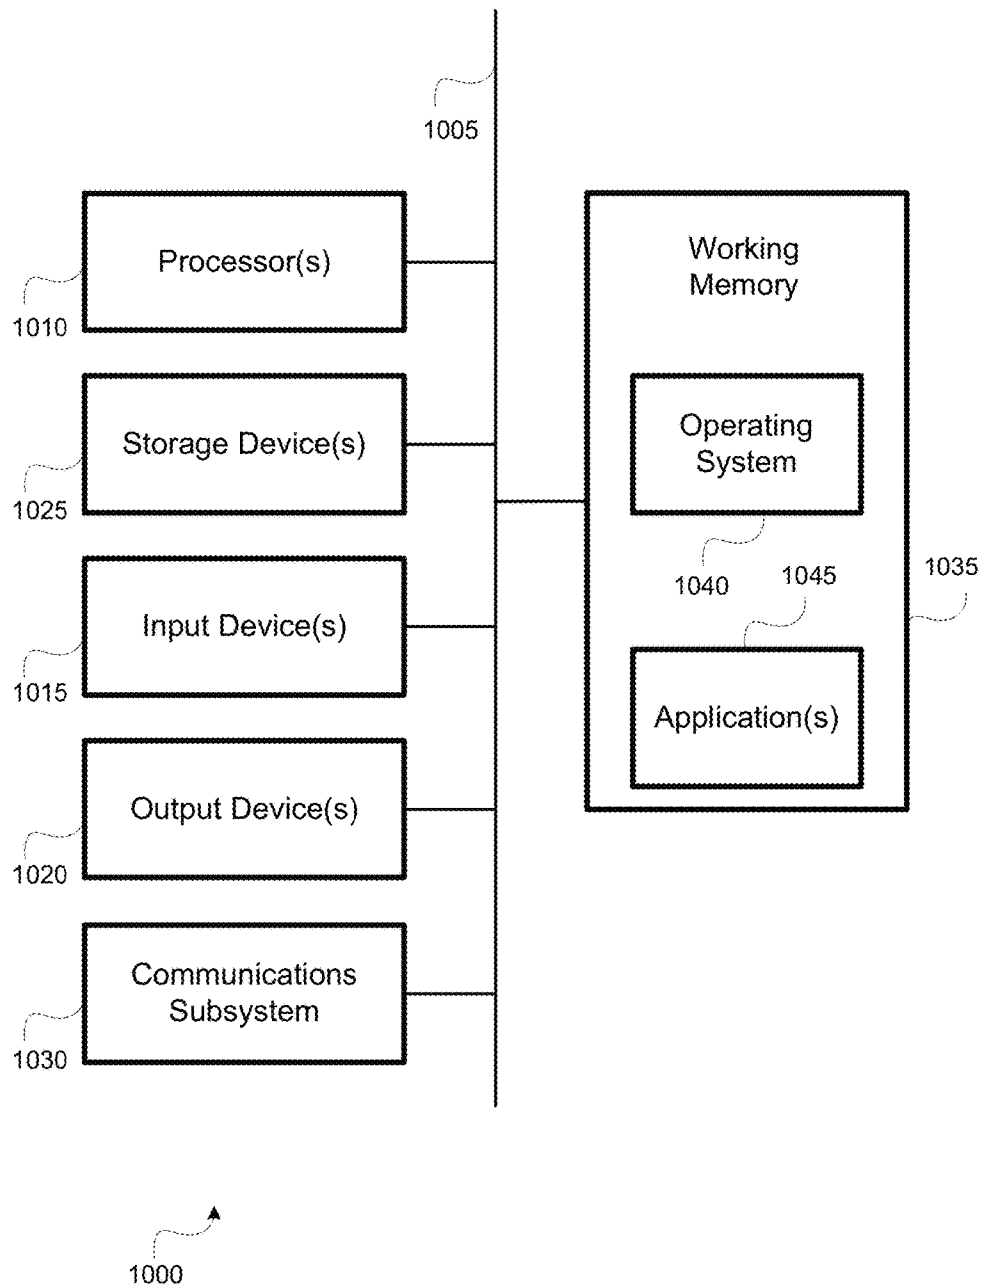 1005
Processor(s)
1010
Storage Device(s)
1025
Input Device(s)
1015
Output Device(s)
1020
Communications
Subsystem
1030
Working
Memory
Operating
System
1040
1045
1035
Application(s)
1000